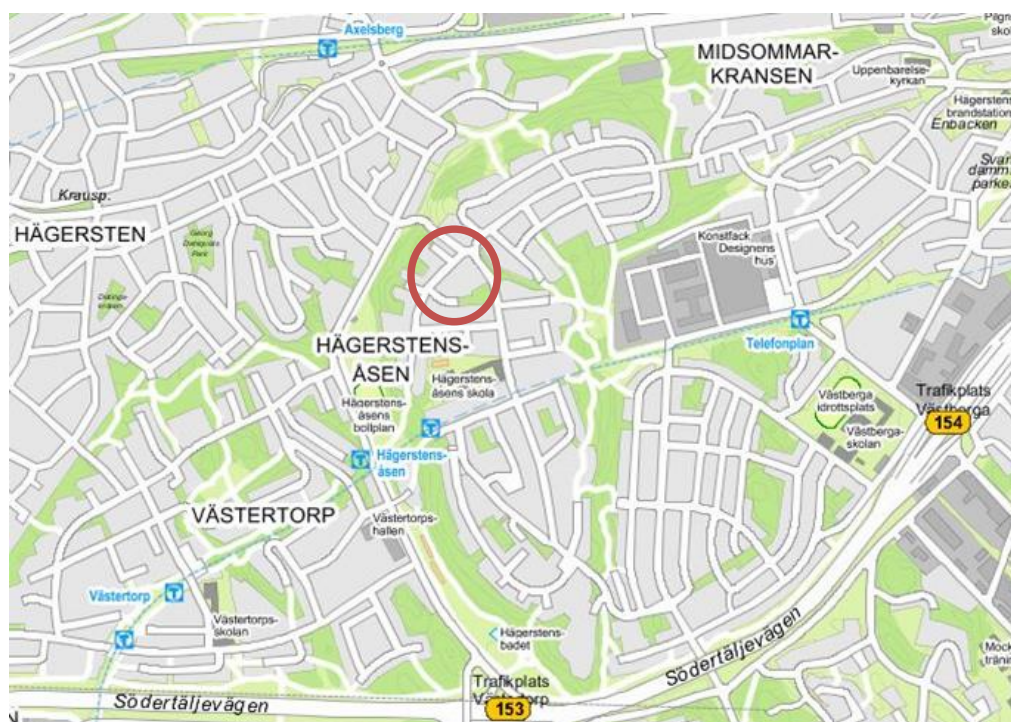 Axelsberg
MIDSOMMAR-
KRANSEN
Uppenbarelse-
kyrkan
Hägerstens
brandstation
Enbacken
Krausp.
HÄGERSTEN
Georg
Park
Konstfack
Designens
hus
Telefonplan
HÄGERSTENS-
ÅSEN
Hägerstens-
åsens skola
Hägerstens-
åsens
bollplan
Hägerstens-
åsen
Västberga
idrottsplats
Västberga-
skolan
Trafikplats
Västberga
154
VÄSTERTORP
Västertorps-
hallen
Västertorp
Västertorps-
skolan
Hägerstens-
badet
Södertäljevägen
Trafikplats
Västertorp
153
Södertäljevägen